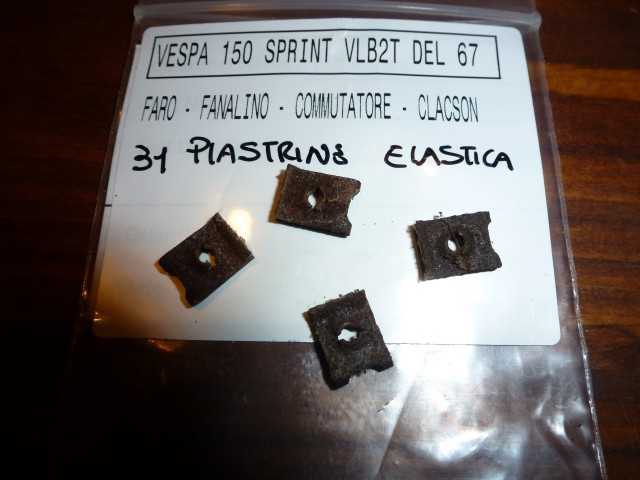 VESPA 150 SPRINT VLB2T DEL 67
FARO - FANALINO - COMMUTATORE - CLACSON
31 PIASTRINE ELASTICA